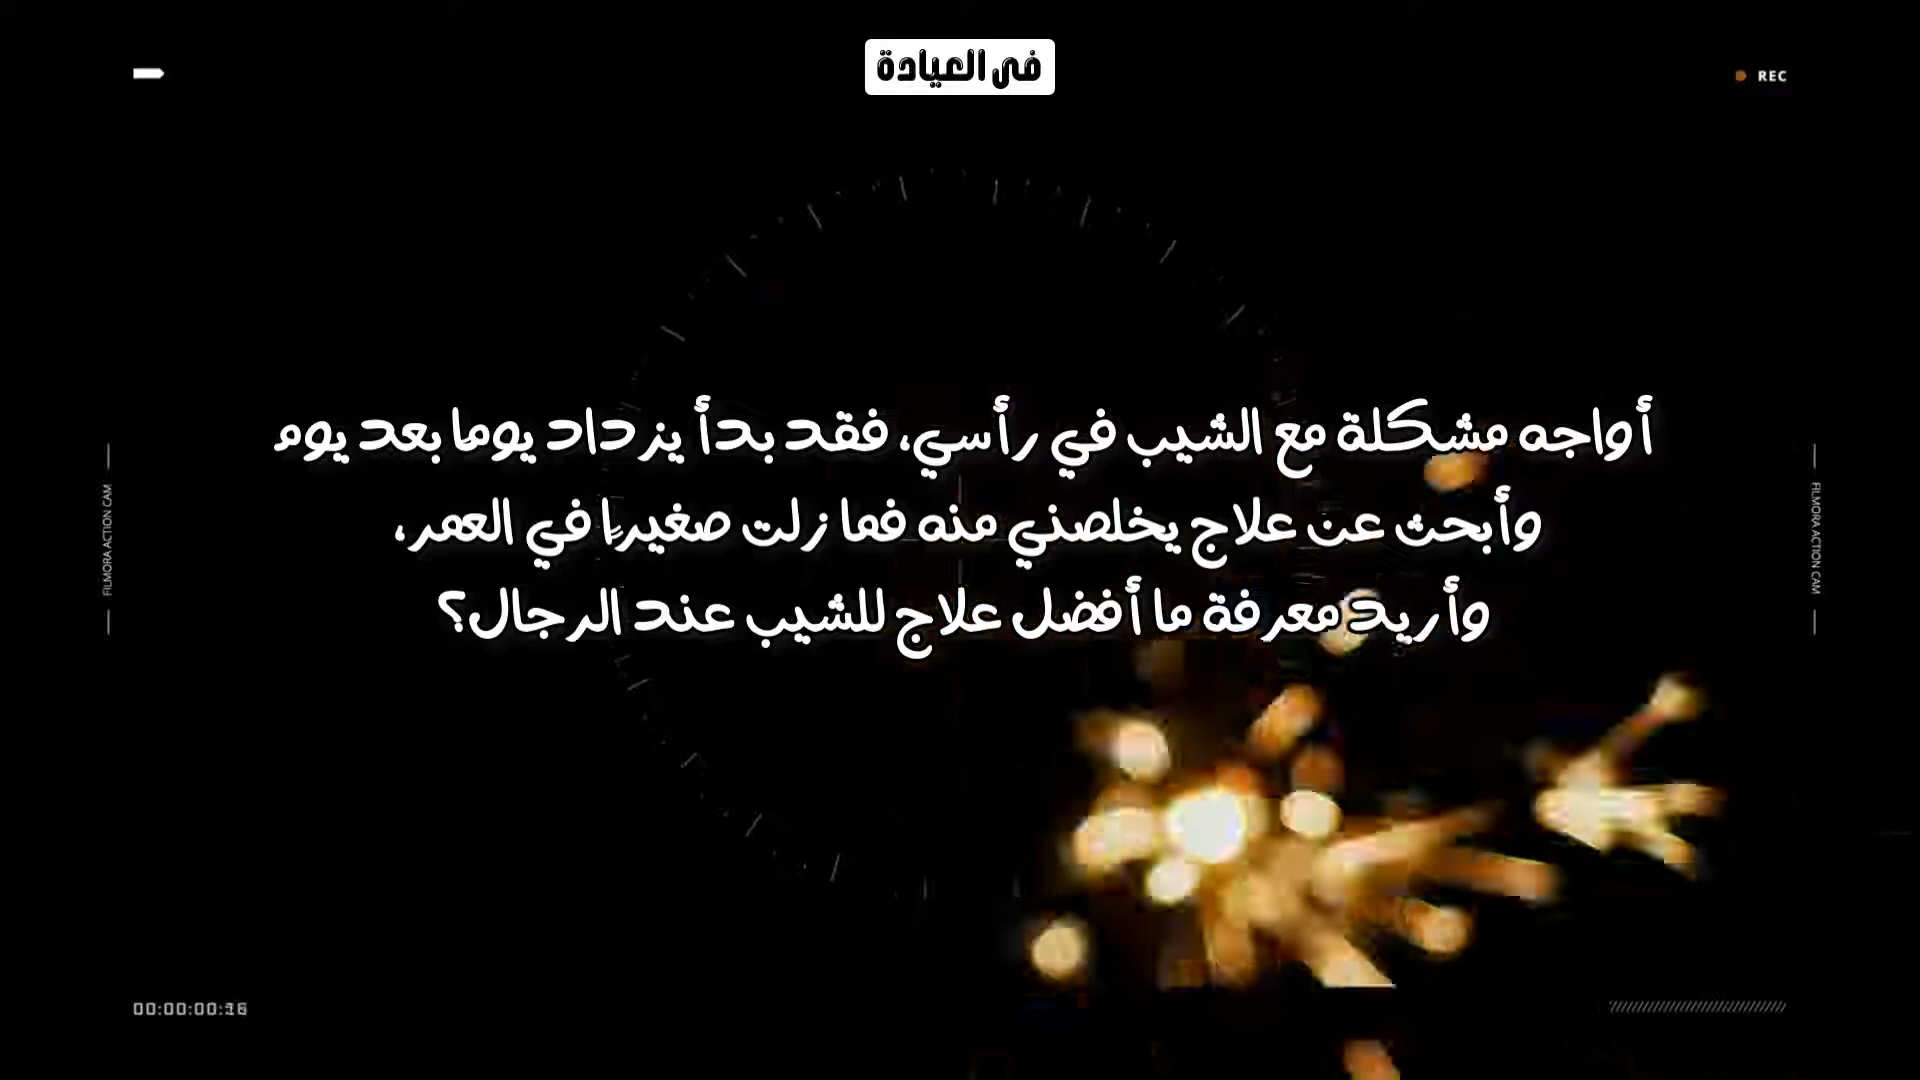 في العيادة
REC
أواجه مشكلة مع الشيب في رأسي، فقد بدأ يزداد يوما بعد يوم
وأبحث عن علاج يخلصني منه فما زلت صغيرا في العمر،
وأريد معرفة ما أفضل علاج للشيب عند الرجال؟
FILMORA ACTION CAM
FILMORA ACTION CAM